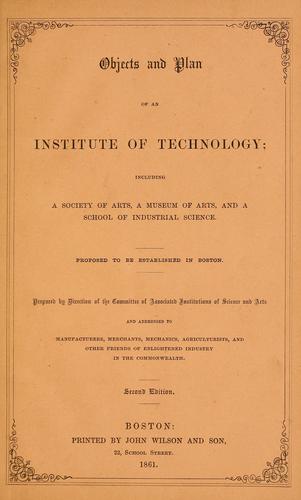 Objects and Plan
OF AN
INSTITUTE OF TECHNOLOGY;
INCLUDING
A SOCIETY OF ARTS, A MUSEUM OF ARTS, AND A
SCHOOL OF INDUSTRIAL SCIENCE.
PROPOSED TO BE ESTABLISHED IN BOSTON.
Prepared by Direction of the Committee of Associated Institutions of Science and Arts
AND ADDRESSED TO
MANUFACTURERS, MERCHANTS, MECHANICS, AGRICULTURISTS, AND
OTHER FRIENDS OF ENLIGHTENED INDUSTRY
IN THE COMMONWEALTH.
Second Edition.
BOSTON:
PRINTED BY JOHN WILSON AND SON,
22, SCHOOL STREET.
1861.